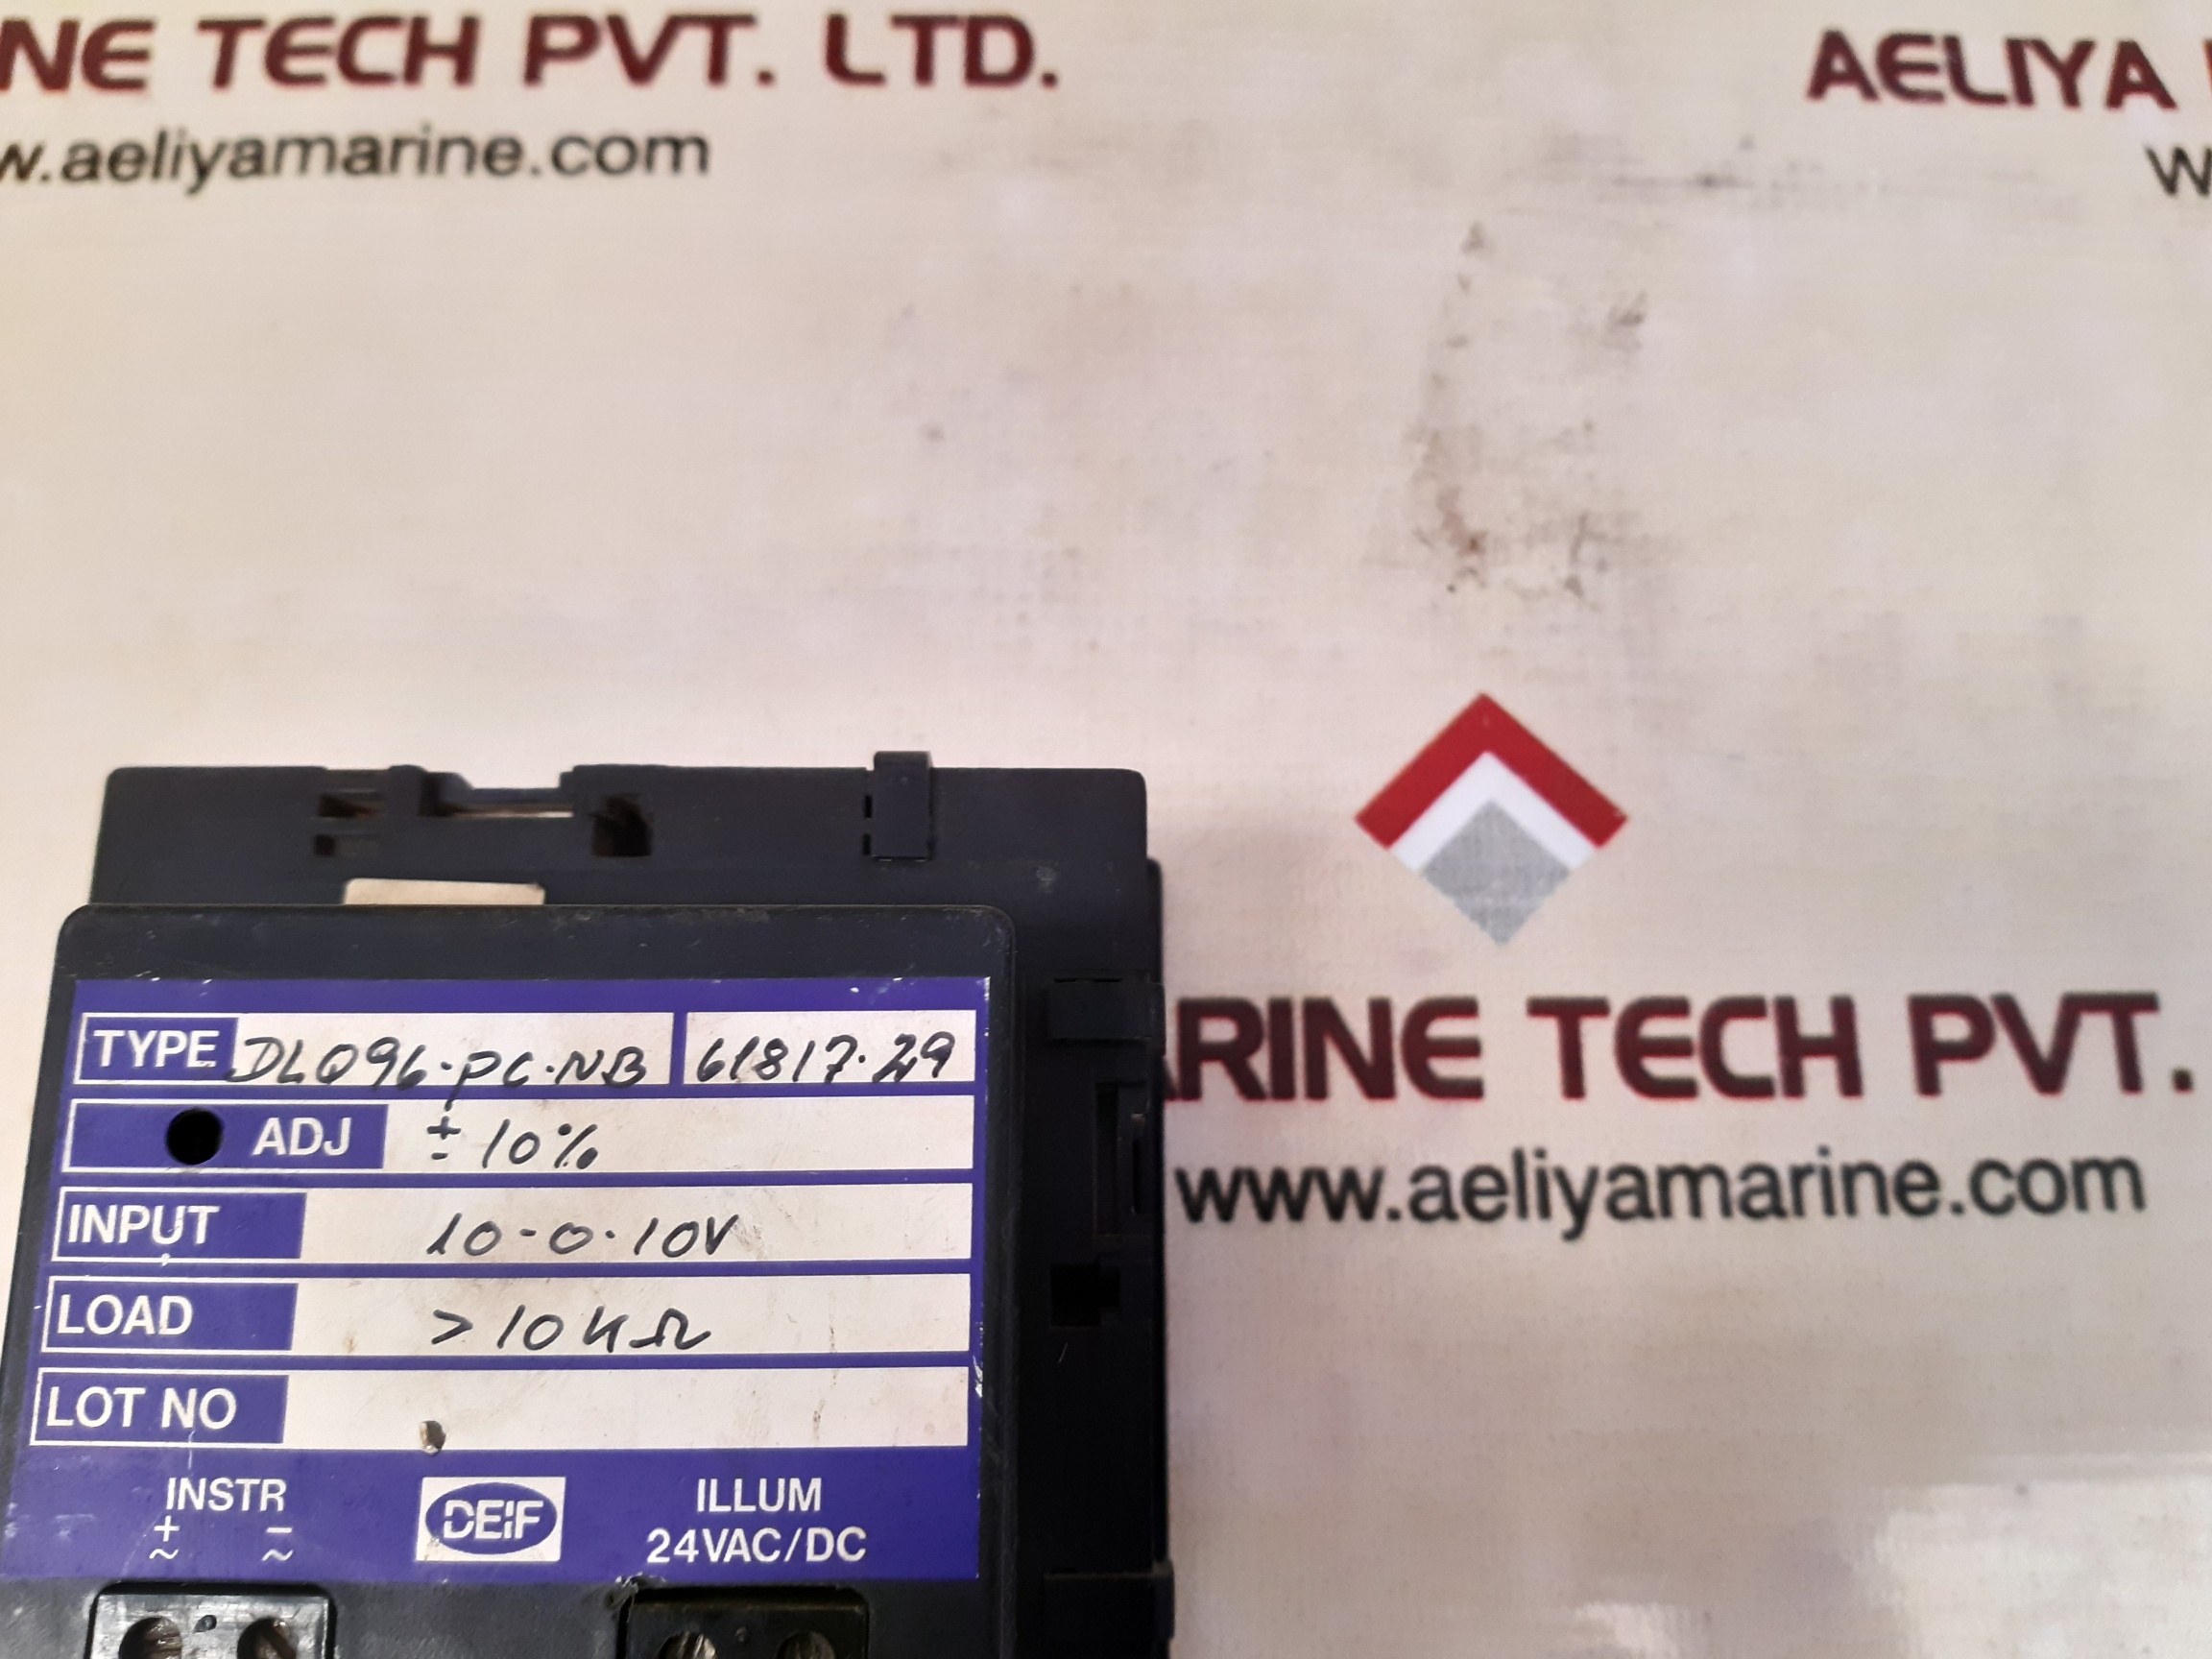 NE TECH PVT. LTD.
AELIYA
w.aeliyamarine.com
w
TYPE DLQ96-PC-NB 61817.29
ADJ ± 10%
INPUT 10-0-10V
LOAD >10kΩ
LOT NO
INSTR
+ −
~ ~
DEIF
ILLUM
24VAC/DC
ARINE TECH PVT.
www.aeliyamarine.com